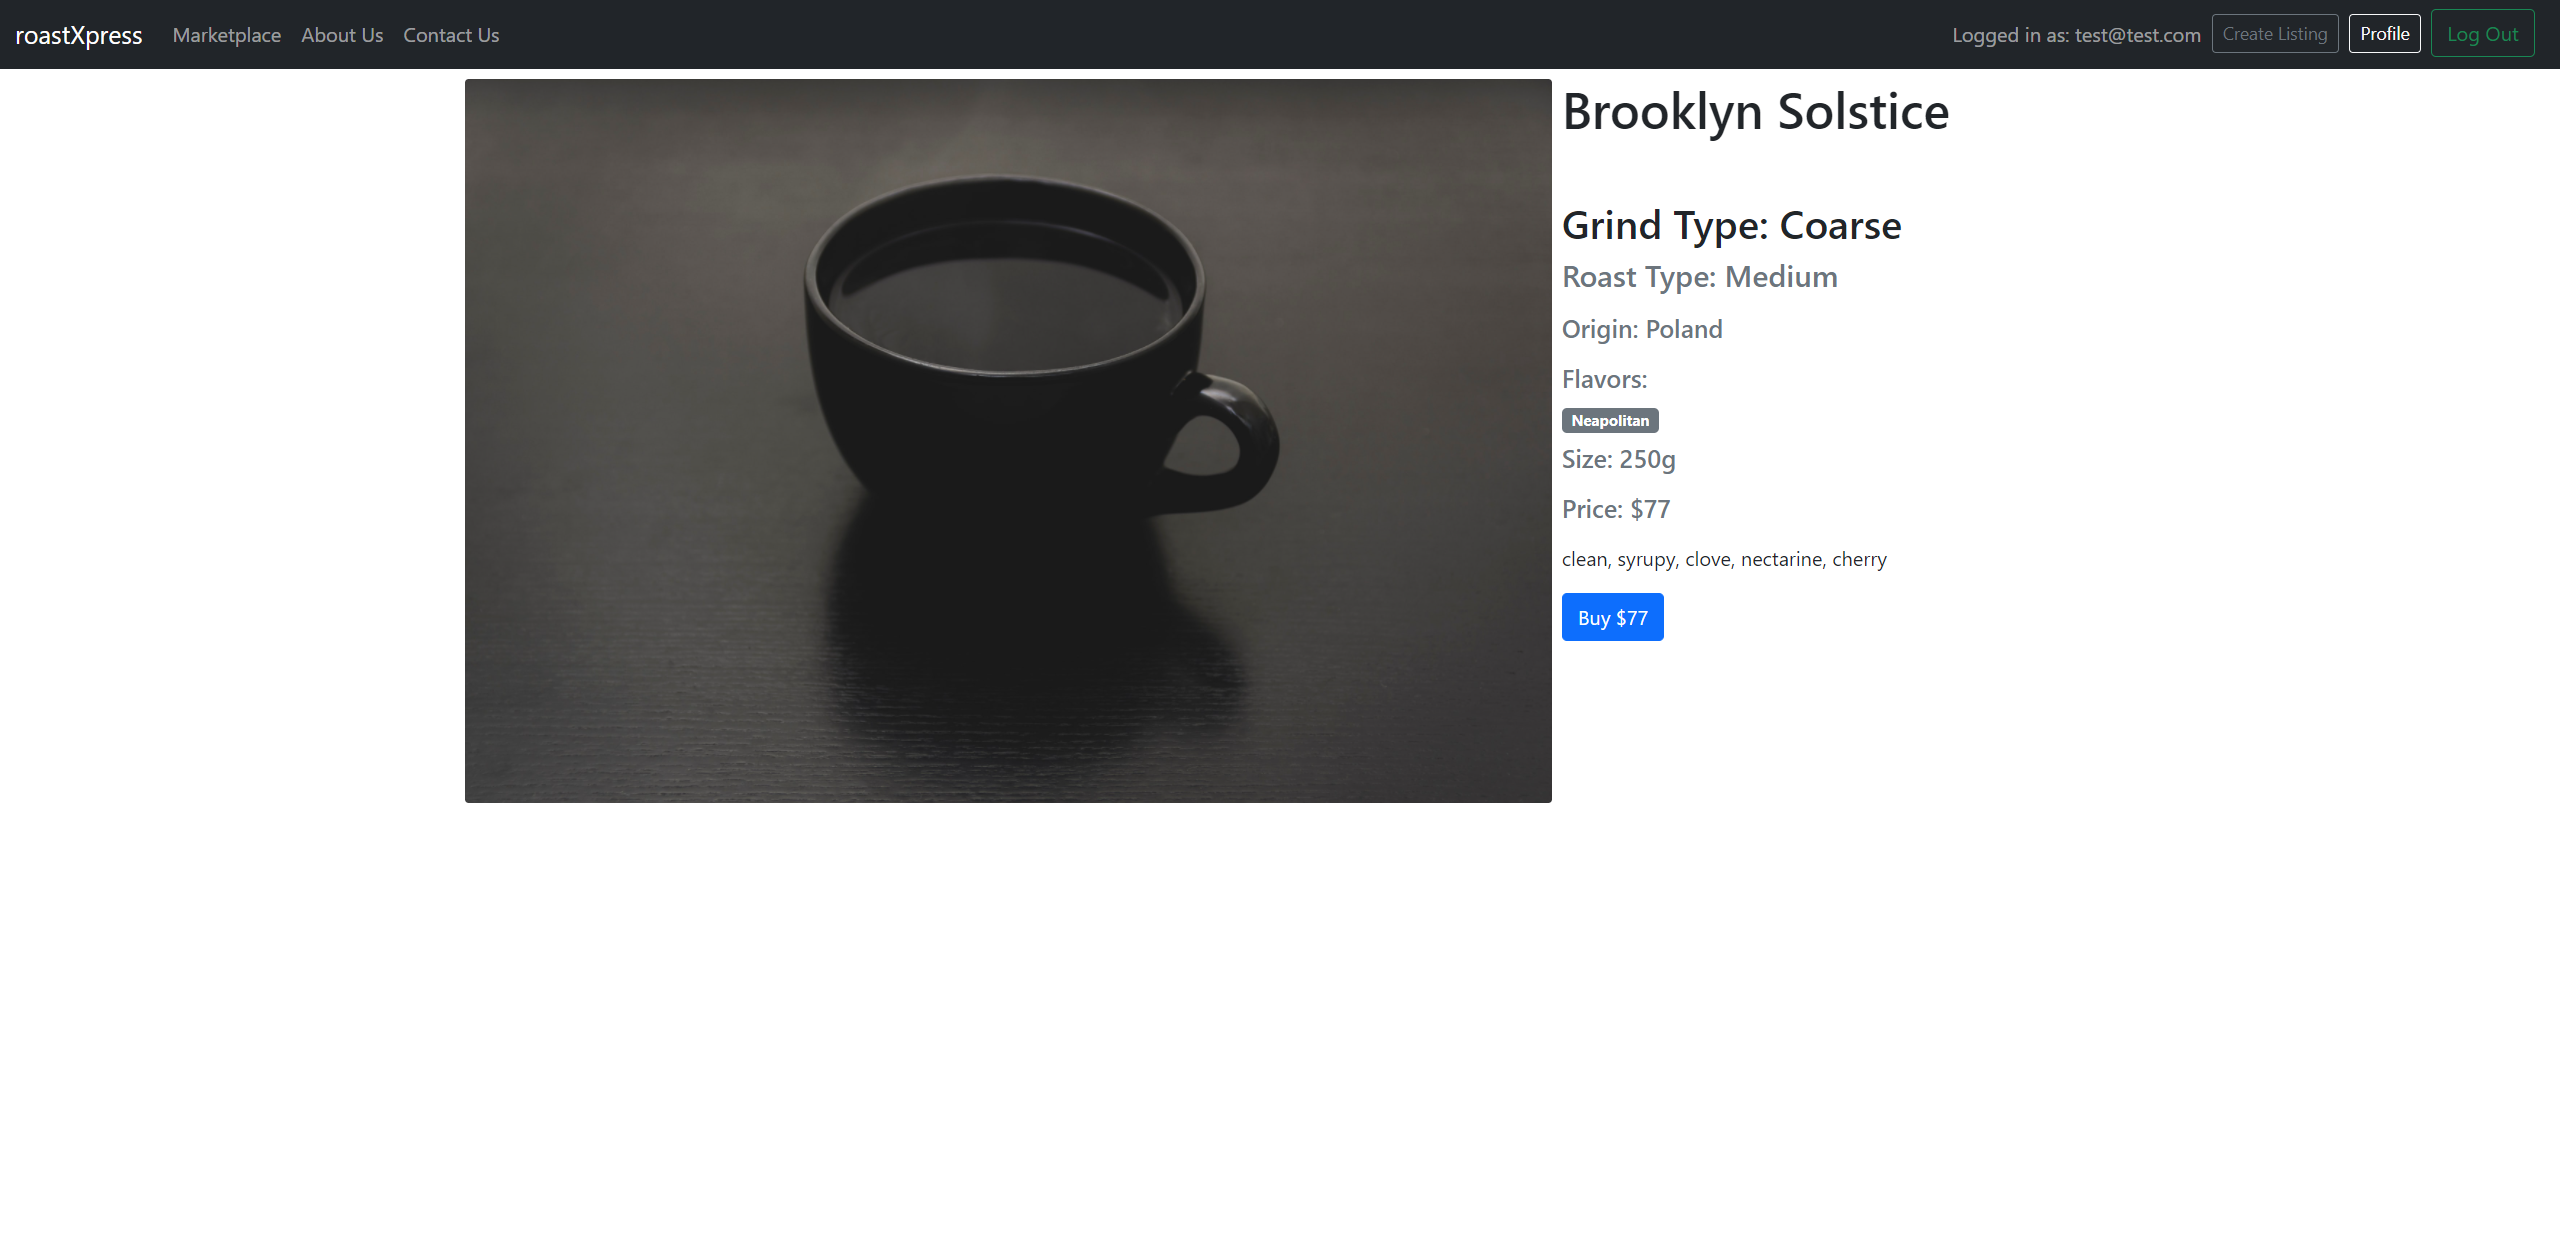 roastXpress Marketplace About Us Contact Us Logged in as: test@test.com Create Listing Profile Log Out
Brooklyn Solstice
Grind Type: Coarse
Roast Type: Medium
Origin: Poland
Flavors:
Neapolitan
Size: 250g
Price: $77
clean, syrupy, clove, nectarine, cherry
Buy $77